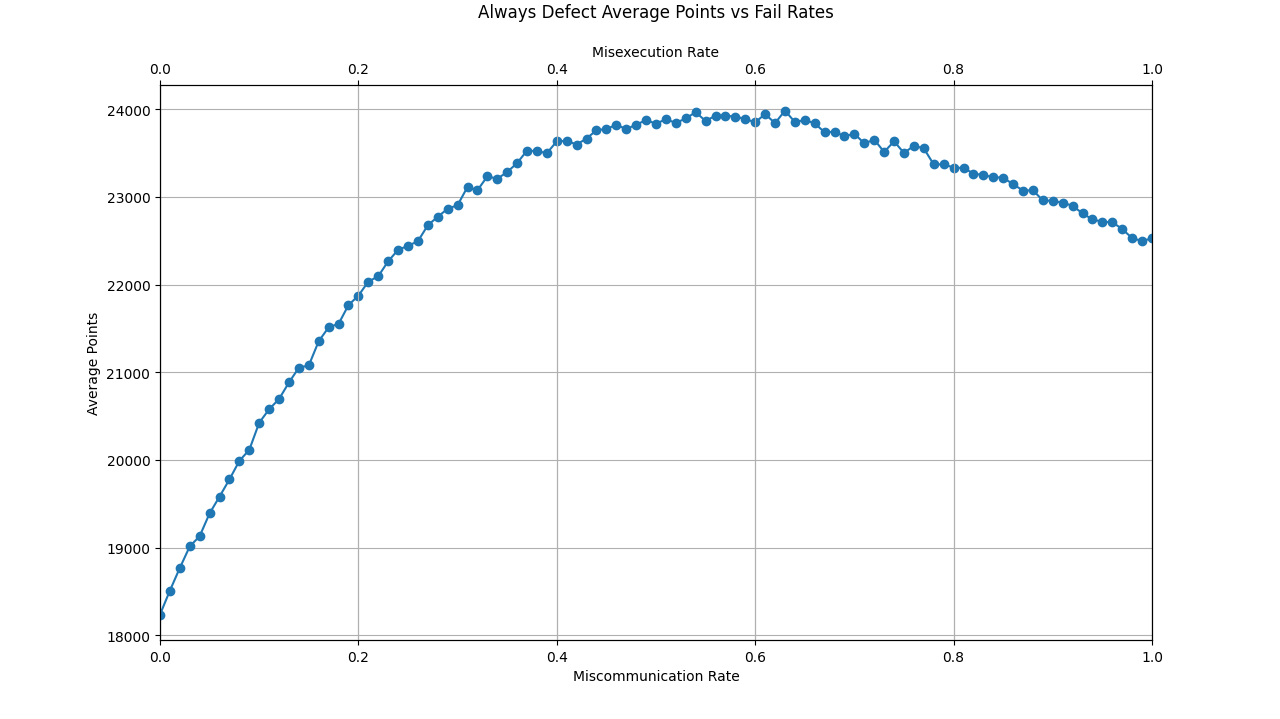 Always Defect Average Points vs Fail Rates
Misexecution Rate
0.0 0.2 0.4 0.6 0.8 1.0
24000
23000
22000
21000
20000
19000
18000
Average Points
0.0 0.2 0.4 0.6 0.8 1.0
Miscommunication Rate